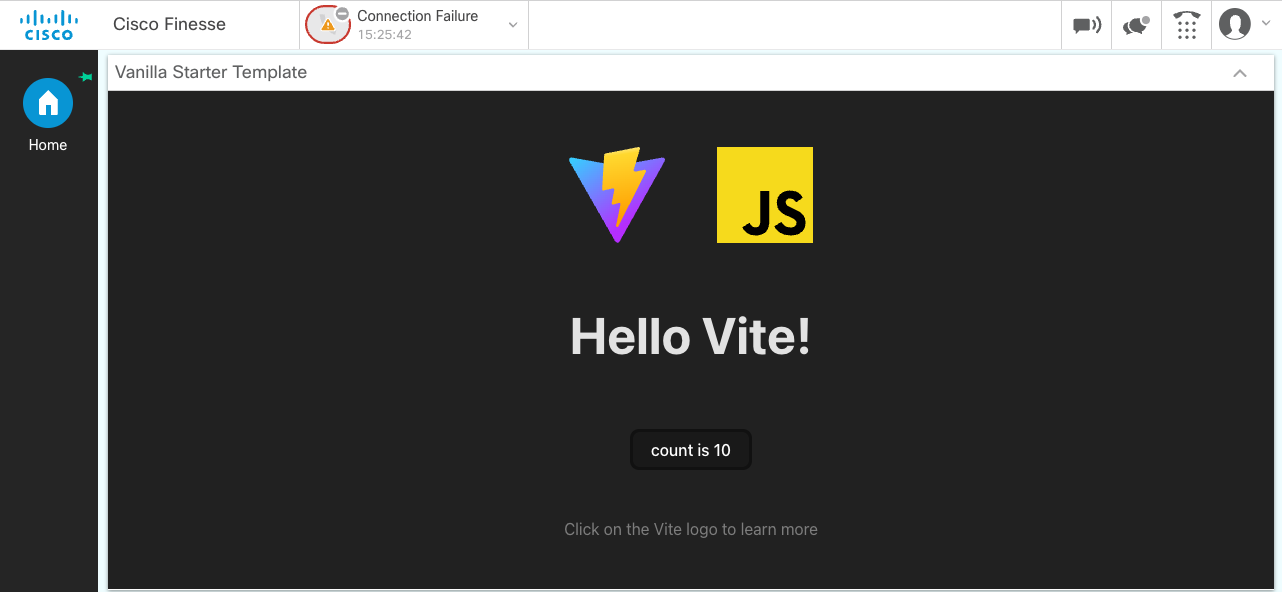 CISCO
Cisco Finesse
Connection Failure
15:25:42
Home
Vanilla Starter Template
JS
Hello Vite!
count is 10
Click on the Vite logo to learn more